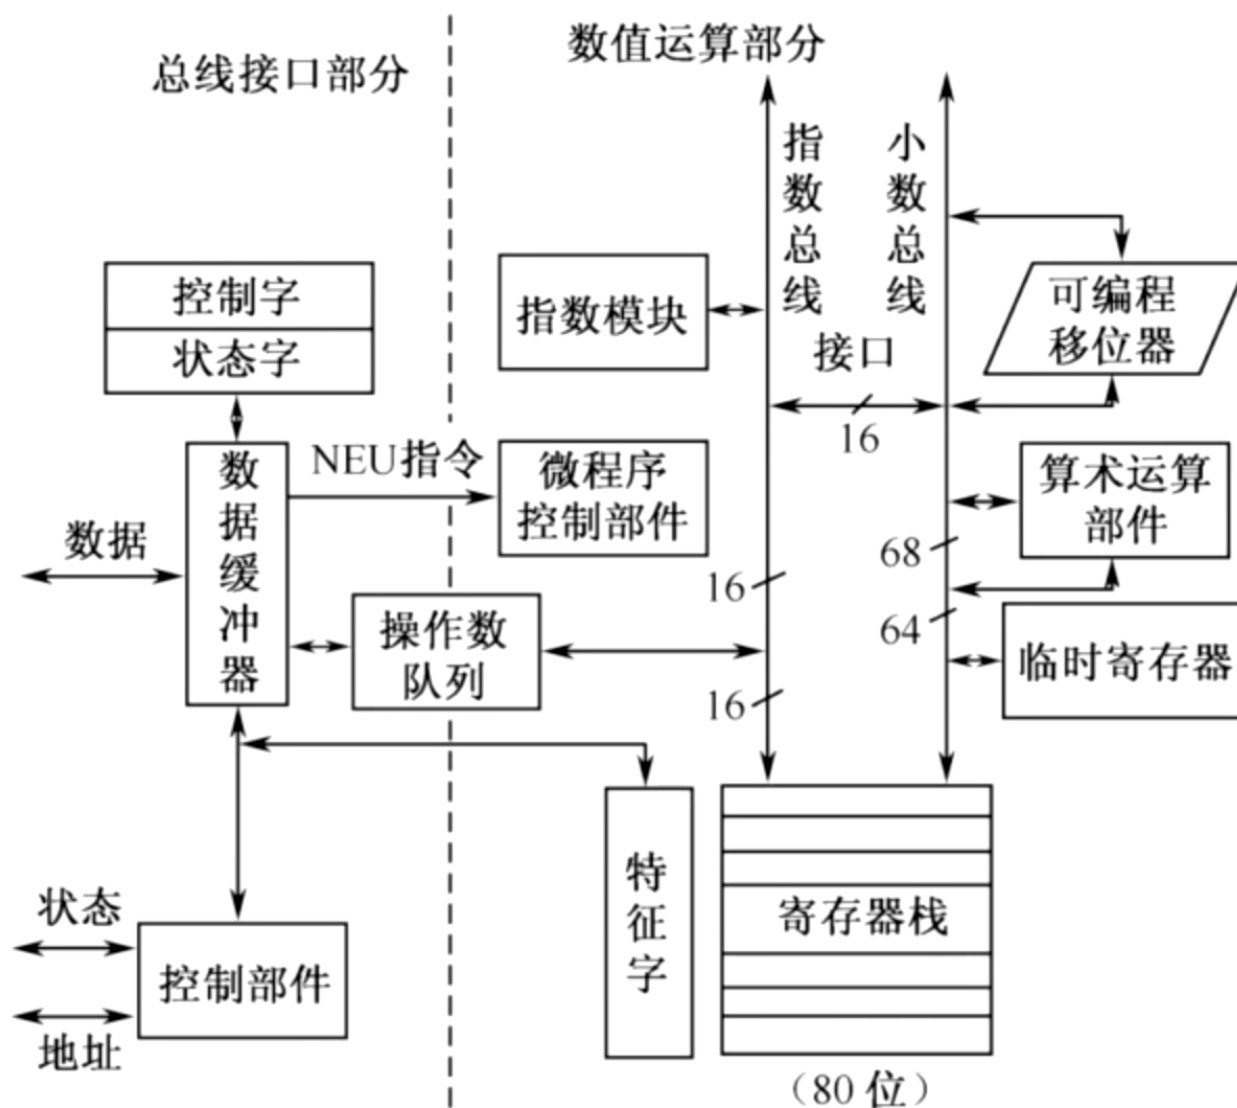 总线接口部分
数值运算部分
指数总线
小数总线
控制字
状态字
指数模块
可编程
移位器
接口
16
数据缓冲器
NEU指令
微程序
控制部件
算术运算
部件
数据
68
16
操作数
队列
64
临时寄存器
16
特征字
寄存器栈
状态
控制部件
地址
（80 位）